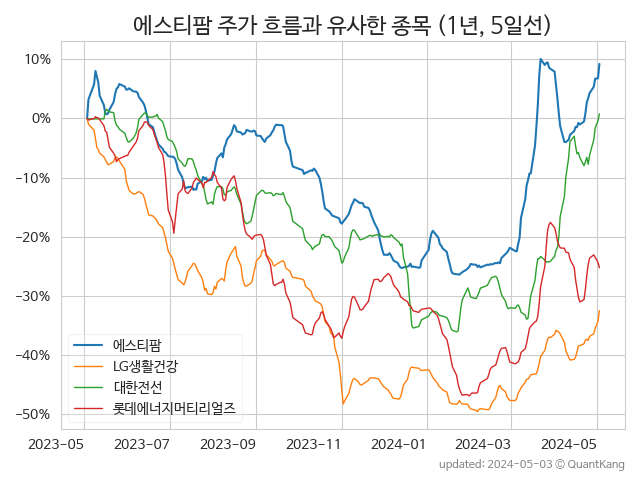 에스티팜 주가 흐름과 유사한 종목 (1년, 5일선)
10%
0%
−10%
−20%
−30%
−40%
−50%
에스티팜
LG생활건강
대한전선
롯데에너지머티리얼즈
2023-05 2023-07 2023-09 2023-11 2024-01 2024-03 2024-05
updated: 2024-05-03 ⓒ QuantKang